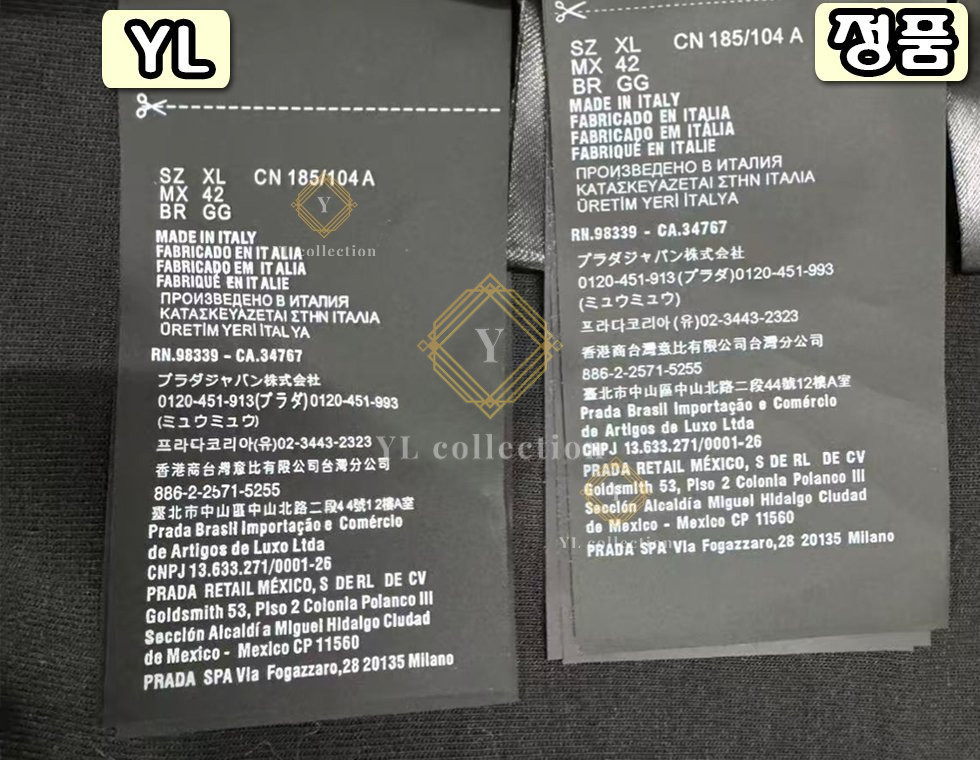 YL
SZ XL CN 185/104 A
MX 42
BR GG
MADE IN ITALY
FABRICADO EN IT ALIA
FABRICADO EM IT ALIA
FABRIQUÉ EN IT ALIE
ПРОИЗВЕДЕНО В ИТАЛИЯ
ΚΑΤΑΣΚΕΥΑΖΕΤΑΙ ΣΤΗΝ ΙΤΑΛΙΑ
ÜRETİM YERİ İTAL YA
RN.98339 - CA.34767
プラダジャパン株式会社
0120-451-913(プラダ)0120-451-993
(ミュウミュウ)
프라다코리아(유)02-3443-2323
香港商台灣意比有限公司台灣分公司
886-2-2571-5255
臺北市中山區中山北路二段44號12樓A室
Prada Brasil Importação e Comércio
de Artigos de Luxo Ltda
CNPJ 13.633.271/0001-26
PRADA RETAIL MÉXICO, S DE RL DE CV
Goldsmith 53, Piso 2 Colonia Polanco III
Sección Alcaldía Miguel Hidalgo Ciudad
de Mexico - Mexico CP 11560
PRADA SPA Via Fogazzaro,28 20135 Milano
정품
SZ XL CN 185/104 A
MX 42
BR GG
MADE IN ITALY
FABRICADO EN ITALIA
FABRICADO EM ITÁLIA
FABRIQUÉ EN ITALIE
ПРОИЗВЕДЕНО В ИТАЛИЯ
ΚΑΤΑΣΚΕΥΑΖΕΤΑΙ ΣΤΗΝ ΙΤΑΛΙΑ
ÜRETİM YERİ İTALYA
RN.98339 - CA.34767
プラダジャパン株式会社
0120-451-913(プラダ)0120-451-993
(ミュウミュウ)
프라다코리아(유)02-3443-2323
香港商台灣意比有限公司台灣分公司
886-2-2571-5255
臺北市中山區中山北路二段44號12樓A室
Prada Brasil Importação e Comércio
de Artigos de Luxo Ltda
CNPJ 13.633.271/0001-26
PRADA RETAIL MÉXICO, S DE RL DE CV
Goldsmith 53, Piso 2 Colonia Polanco III
Sección Alcaldía Miguel Hidalgo Ciudad
de Mexico - Mexico CP 11560
PRADA SPA Via Fogazzaro,28 20135 Milano
Y
collection
Y
YL collection
Y
YL collection